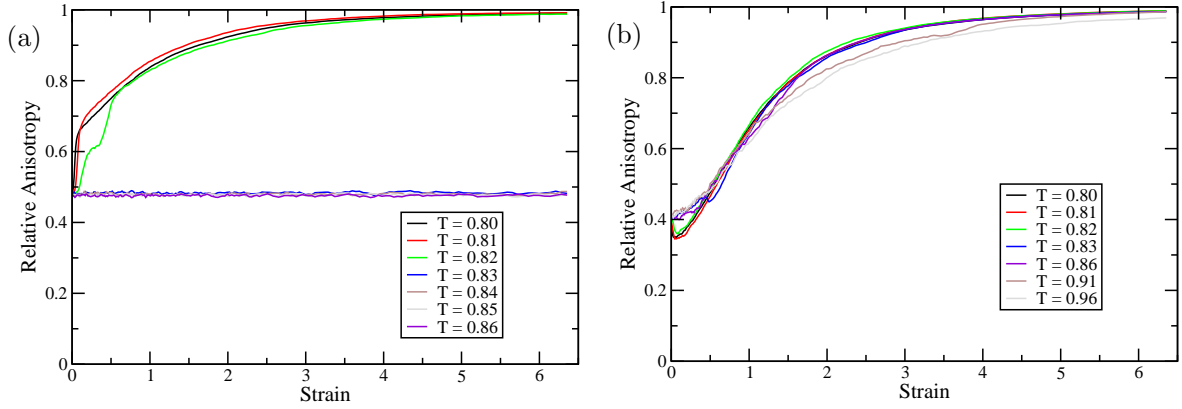 (a)
1
0.8
0.6
0.4
0.2
0
Relative Anisotropy
T = 0.80
T = 0.81
T = 0.82
T = 0.83
T = 0.84
T = 0.85
T = 0.86
0 1 2 3 4 5 6
Strain
(b)
1
0.8
0.6
0.4
0.2
0
Relative Anisotropy
T = 0.80
T = 0.81
T = 0.82
T = 0.83
T = 0.86
T = 0.91
T = 0.96
0 1 2 3 4 5 6
Strain